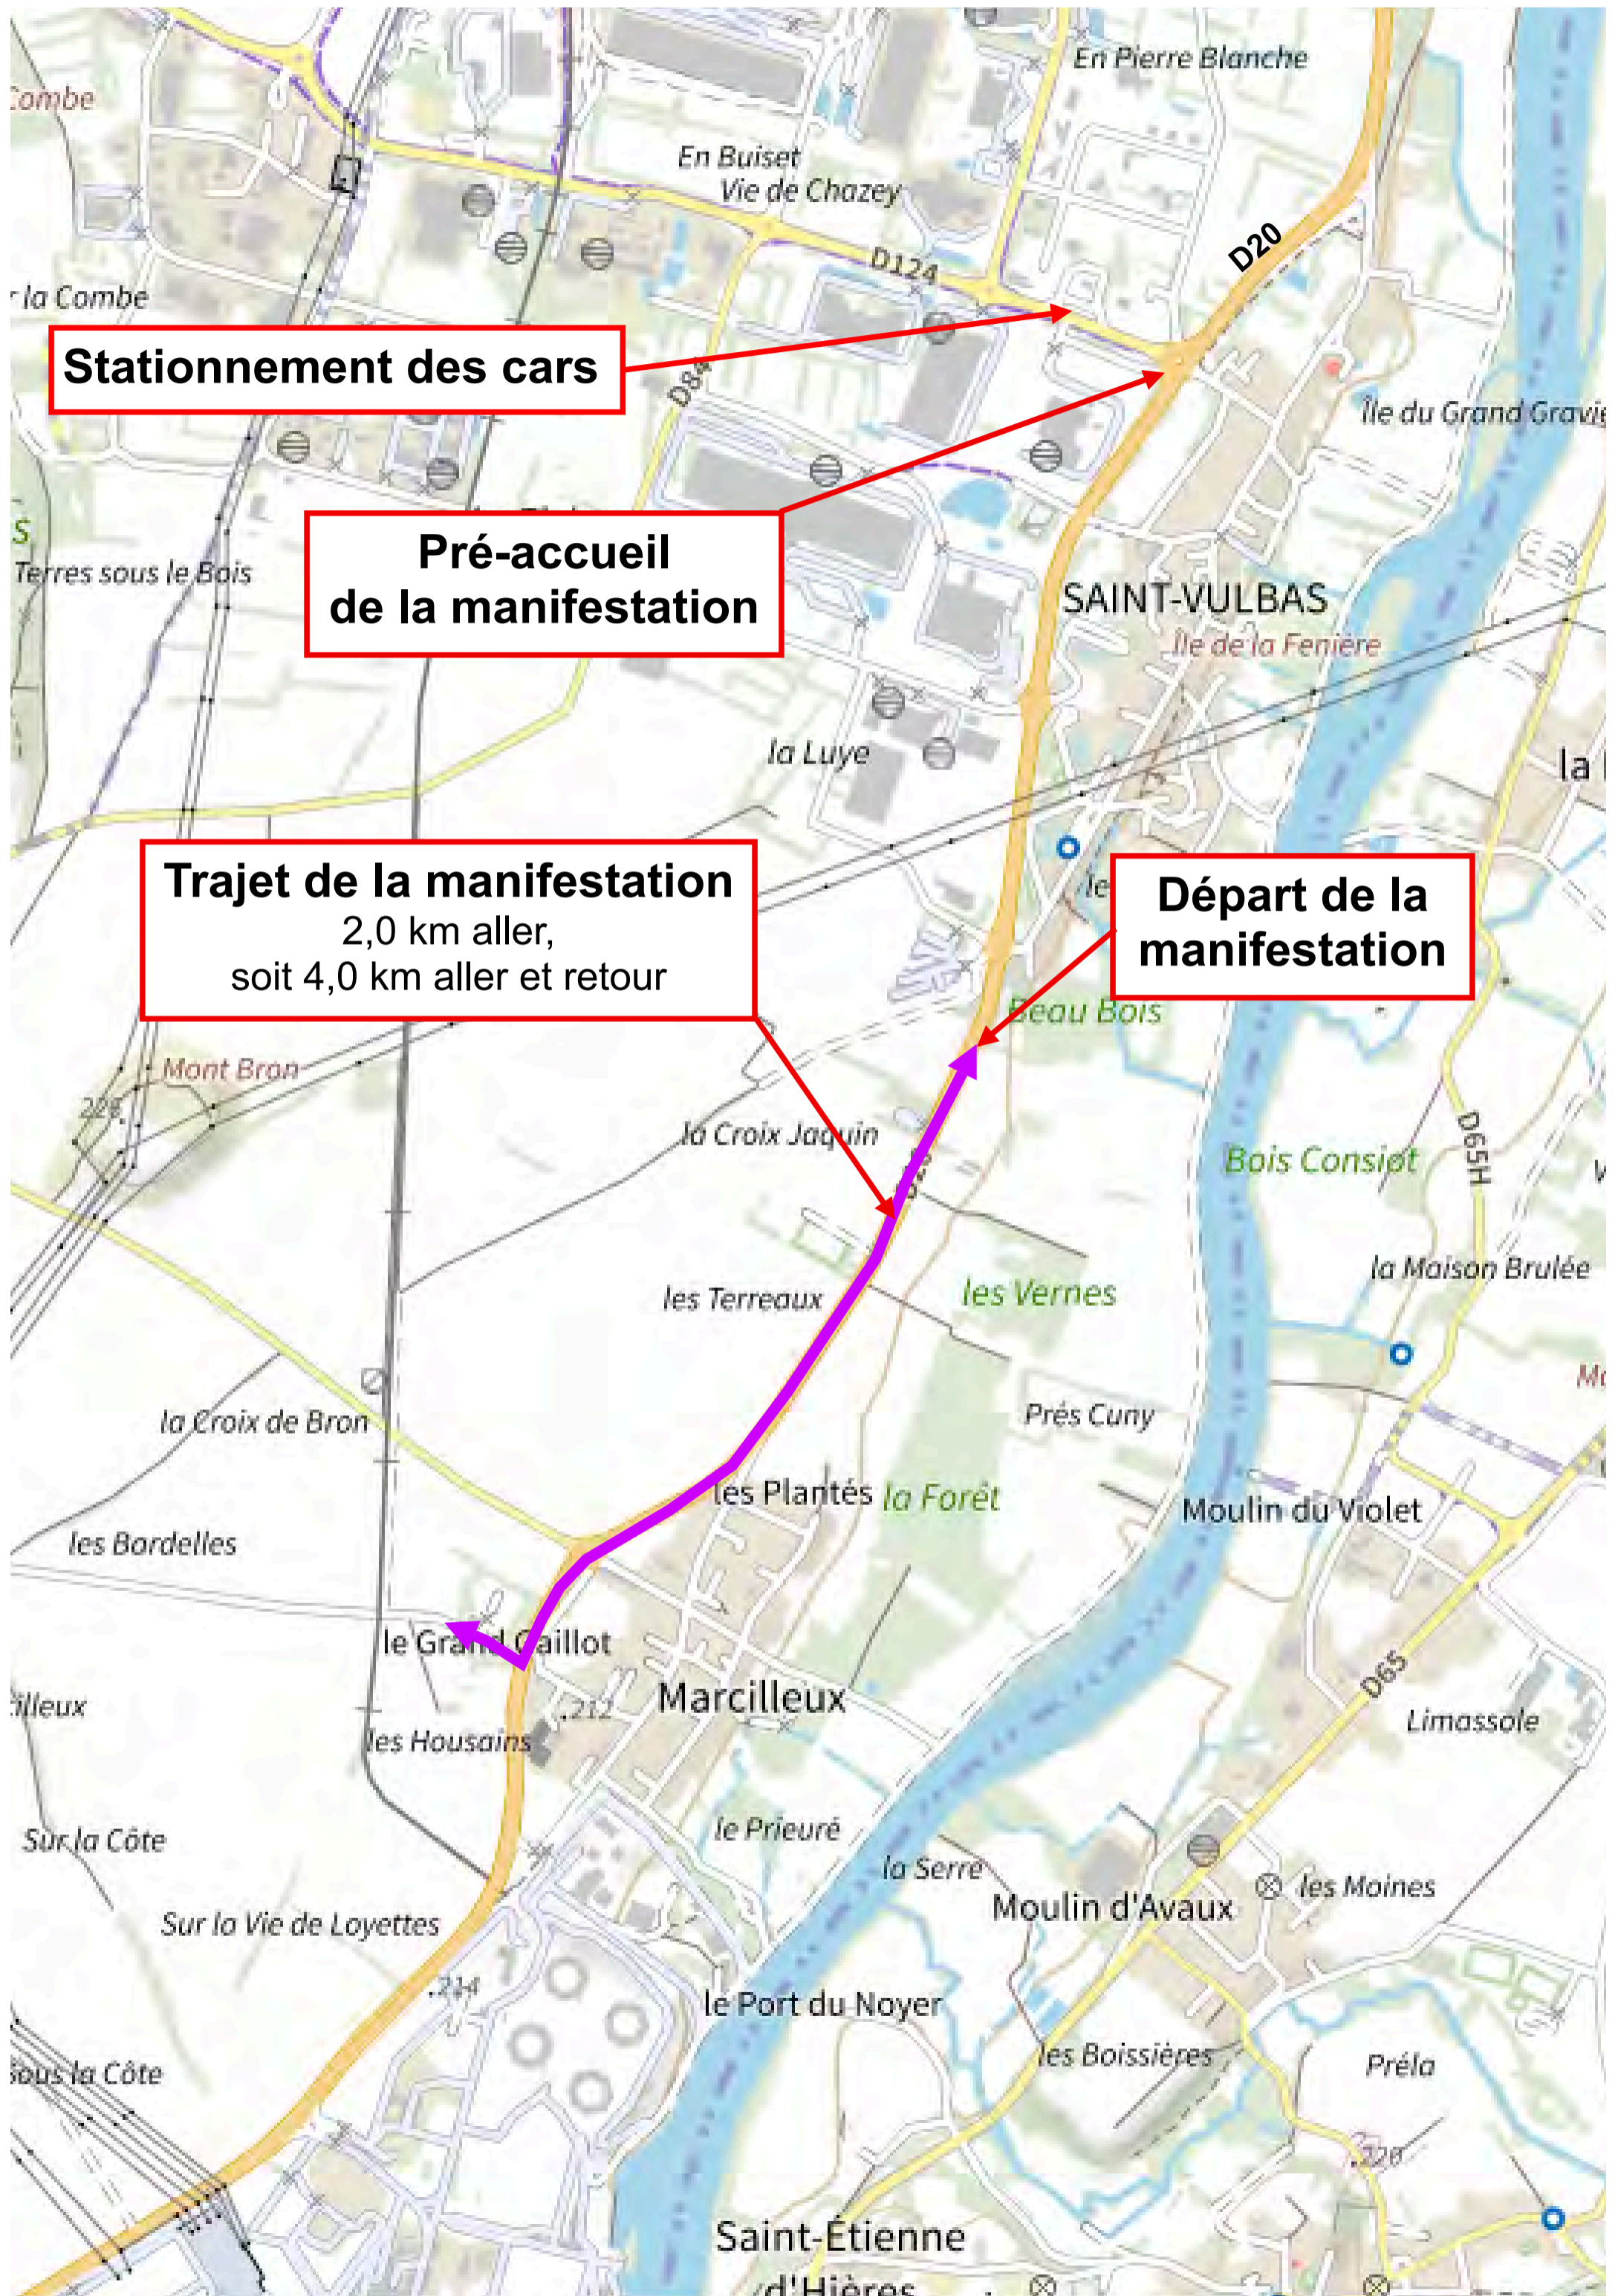 En Pierre Blanche
Combe
En Buiset
Vie de Chazey
D20
D124
la Combe
Stationnement des cars
D84
Île du Grand Gravie
S
Pré-accueil
de la manifestation
Terres sous le Bois
SAINT-VULBAS
Île de la Fenière
la Luye
la
Trajet de la manifestation
2,0 km aller,
soit 4,0 km aller et retour
le
Départ de la
manifestation
Beau Bois
Mont Bron
la Croix Jaquin
D65H
Bois Consiot
la Maison Brulée
les Terreaux
les Vernes
la Croix de Bron
Prés Cuny
les Plantés
la Forêt
Moulin du Violet
les Bardelles
le Grand Gaillot
Marcilleux
D65
.212
illeux
Limassole
les Housains
le Prieuré
Sur la Côte
la Serre
Moulin d'Avaux
les Moines
Sur la Vie de Loyettes
.214
le Port du Noyer
les Boissières
Préla
Sous la Côte
.220
Saint-Étienne
d'Hières